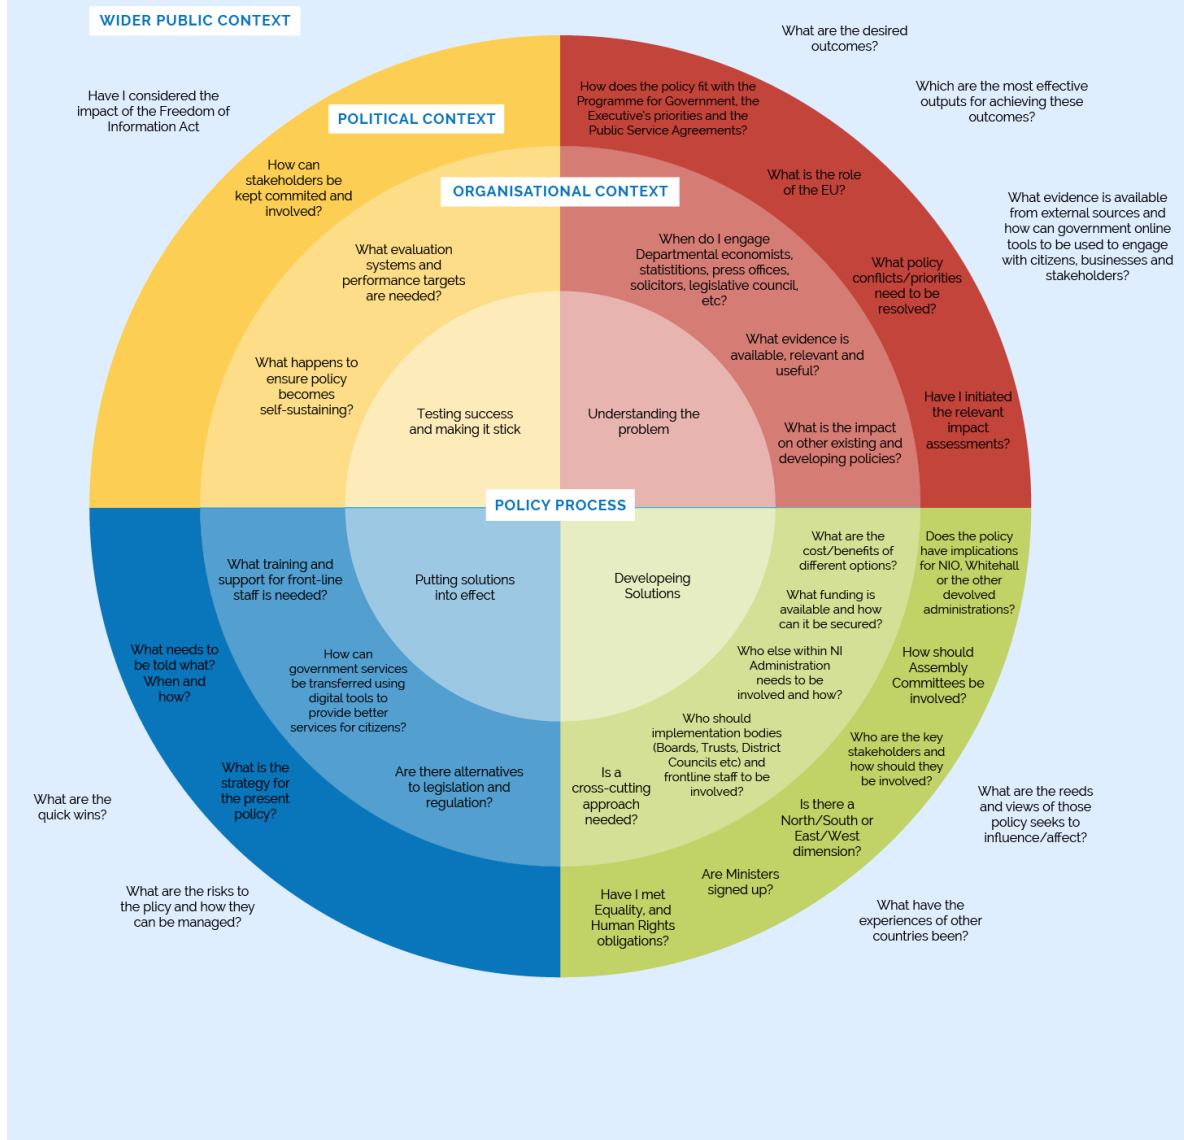 WIDER PUBLIC CONTEXT
Have I considered the
impact of the Freedom of
Information Act
What are the desired
outcomes?
Which are the most effective
outputs for achieving these
outcomes?
What evidence is available
from external sources and
how can government online
tools to be used to engage
with citizens, businesses and
stakeholders?
POLITICAL CONTEXT
How can
stakeholders be
kept commited and
involved?
How does the policy fit with the
Programme for Government, the
Executive's priorities and the
Public Service Agreements?
What is the role
of the EU?
What policy
conflicts/priorities
need to be
resolved?
Have I initiated
the relevant
impact
assessments?
ORGANISATIONAL CONTEXT
What evaluation
systems and
performance targets
are needed?
What happens to
ensure policy
becomes
self-sustaining?
When do I engage
Departmental economists,
statistitions, press offices,
solicitors, legislative council,
etc?
What evidence is
available, relevant and
useful?
What is the impact
on other existing and
developing policies?
Testing success
and making it stick
Understanding the
problem
POLICY PROCESS
Putting solutions
into effect
Developeing
Solutions
What training and
support for front-line
staff is needed?
How can
government services
be transferred using
digital tools to
provide better
services for citizens?
Are there alternatives
to legislation and
regulation?
What are the
cost/benefits of
different options?
What funding is
available and how
can it be secured?
Who else within NI
Administration
needs to be
involved and how?
Who should
implementation bodies
(Boards, Trusts, District
Councils etc) and
frontline staff to be
involved?
Is a
cross-cutting
approach
needed?
What needs to
be told what?
When and
how?
What is the
strategy for
the present
policy?
Does the policy
have implications
for NIO, Whitehall
or the other
devolved
administrations?
How should
Assembly
Committees be
involved?
Who are the key
stakeholders and
how should they
be involved?
Is there a
North/South or
East/West
dimension?
Are Ministers
signed up?
Have I met
Equality, and
Human Rights
obligations?
What are the
quick wins?
What are the risks to
the plicy and how they
can be managed?
What are the reeds
and views of those
policy seeks to
influence/affect?
What have the
experiences of other
countries been?